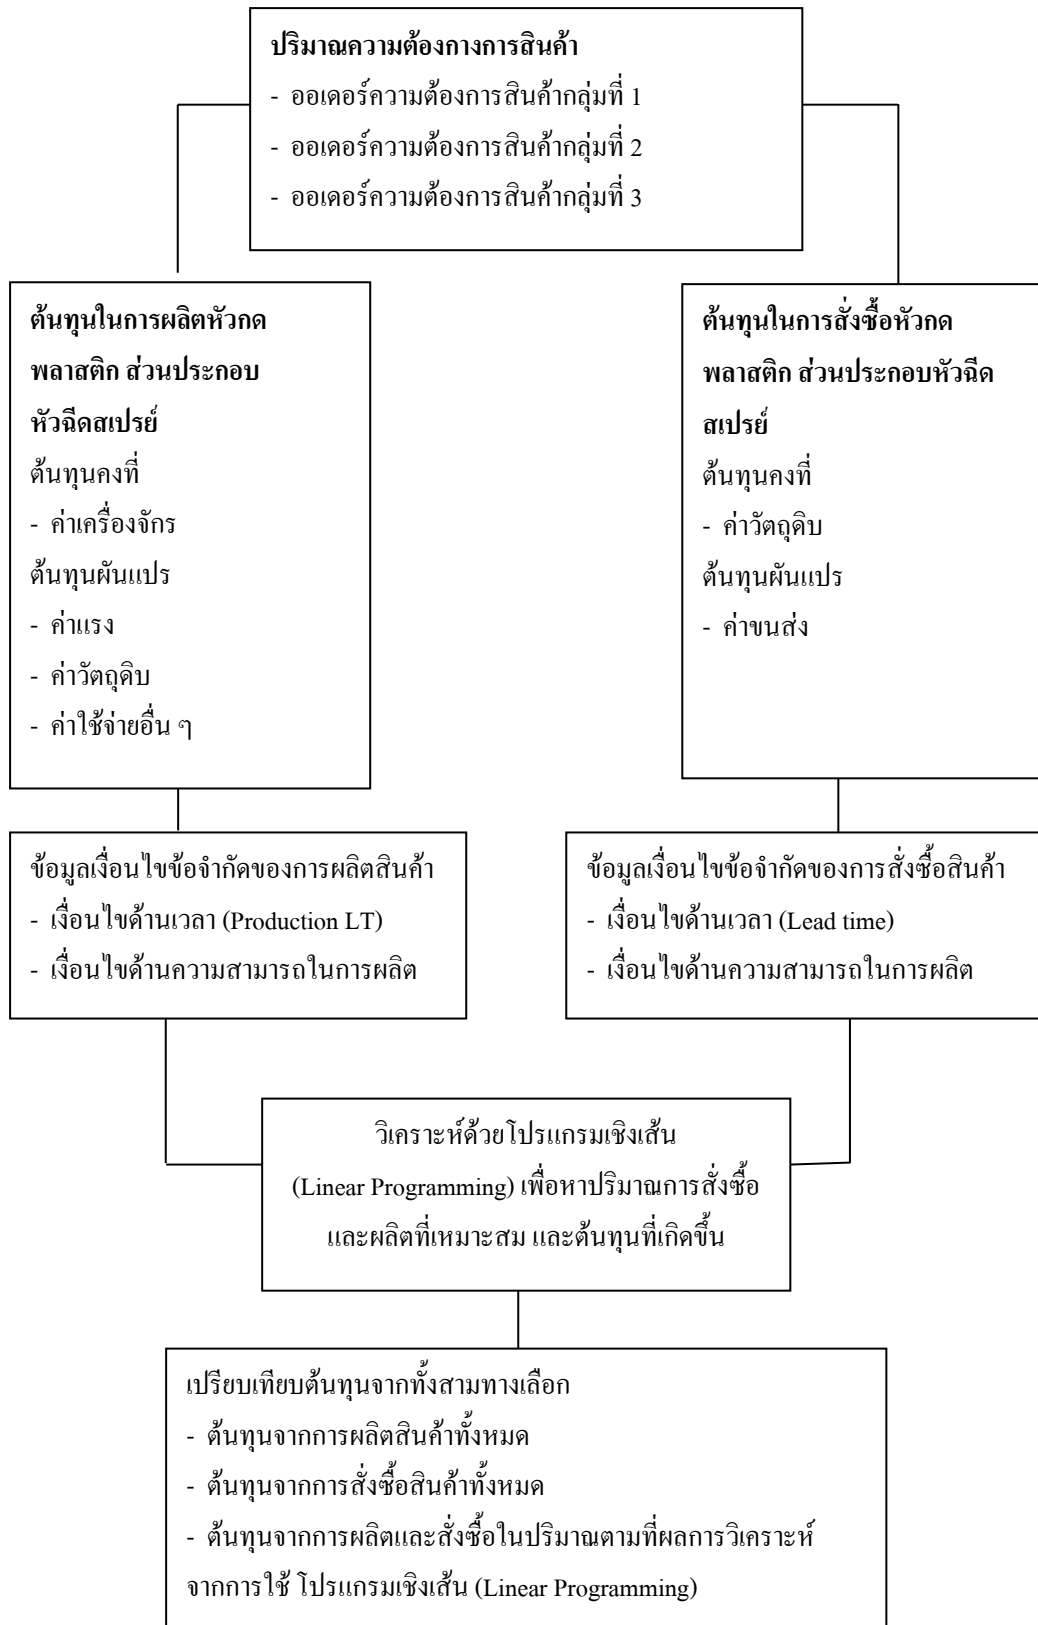 ปริมาณความต้องทางการสินค้า
- ออเดอร์ความต้องการสินค้ากลุ่มที่ 1
- ออเดอร์ความต้องการสินค้ากลุ่มที่ 2
- ออเดอร์ความต้องการสินค้ากลุ่มที่ 3
ต้นทุนในการผลิตหัวกด
พลาสติก ส่วนประกอบ
หัวฉีดสเปรย์
ต้นทุนคงที่
- ค่าเครื่องจักร
ต้นทุนผันแปร
- ค่าแรง
- ค่าวัตถุดิบ
- ค่าใช้จ่ายอื่น ๆ
ต้นทุนในการสั่งซื้อหัวกด
พลาสติก ส่วนประกอบหัวฉีด
สเปรย์
ต้นทุนคงที่
- ค่าวัตถุดิบ
ต้นทุนผันแปร
- ค่าขนส่ง
ข้อมูลเงื่อนไขข้อจำกัดของการผลิตสินค้า
- เงื่อนไขด้านเวลา (Production LT)
- เงื่อนไขด้านความสามารถในการผลิต
ข้อมูลเงื่อนไขข้อจำกัดของการสั่งซื้อสินค้า
- เงื่อนไขด้านเวลา (Lead time)
- เงื่อนไขด้านความสามารถในการผลิต
วิเคราะห์ด้วยโปรแกรมเชิงเส้น
(Linear Programming) เพื่อหาปริมาณการสั่งซื้อ
และผลิตที่เหมาะสม และต้นทุนที่เกิดขึ้น
เปรียบเทียบต้นทุนจากทั้งสามทางเลือก
- ต้นทุนจากการผลิตสินค้าทั้งหมด
- ต้นทุนจากการสั่งซื้อสินค้าทั้งหมด
- ต้นทุนจากการผลิตและสั่งซื้อในปริมาณตามที่ผลการวิเคราะห์
จากการใช้ โปรแกรมเชิงเส้น (Linear Programming)